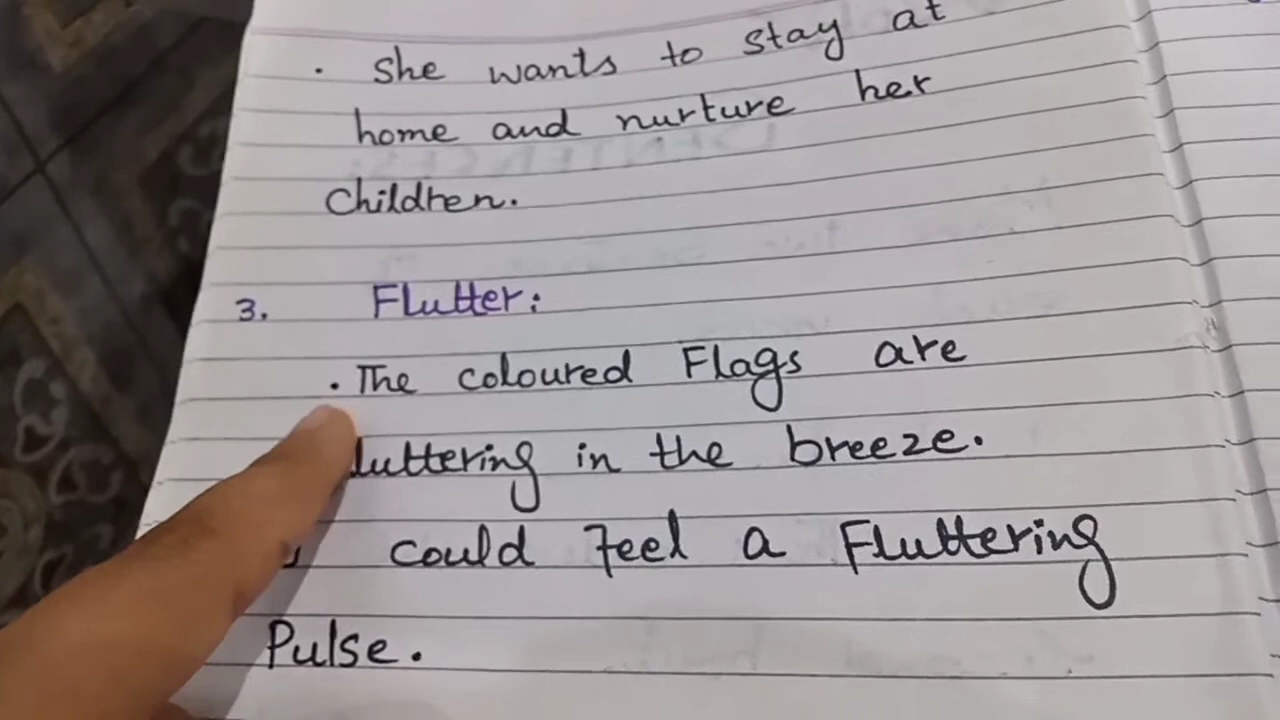 . She wants to stay at
home and nurture her
Children.
3. Flutter:
. The coloured Flags are
luttering in the breeze.
could feel a Fluttering
Pulse.